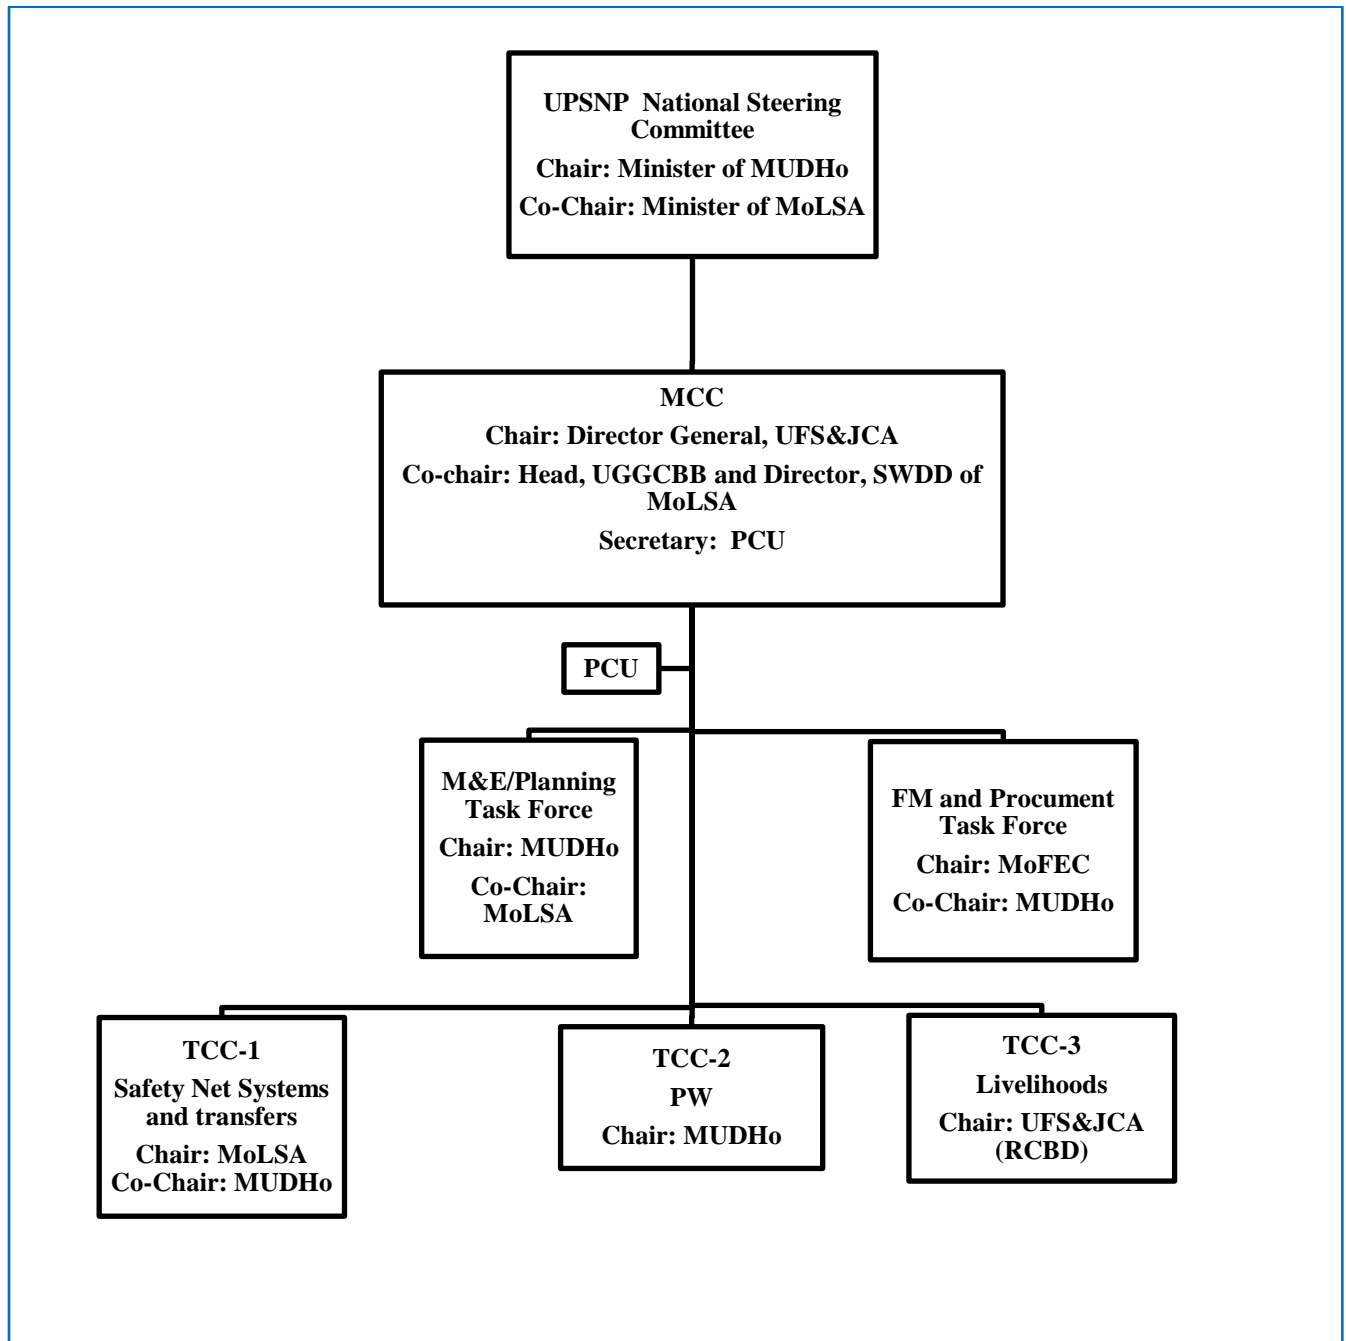 UPSNP  National Steering
Committee
Chair: Minister of MUDHo
Co-Chair: Minister of MoLSA
MCC
Chair: Director General, UFS&JCA
Co-chair: Head, UGGCBB and Director, SWDD of
MoLSA
Secretary:  PCU
PCU
M&E/Planning
Task Force
Chair: MUDHo
Co-Chair:
MoLSA
FM and Procument
Task Force
Chair: MoFEC
Co-Chair: MUDHo
TCC-1
Safety Net Systems
and transfers
Chair: MoLSA
Co-Chair: MUDHo
TCC-2
PW
Chair: MUDHo
TCC-3
Livelihoods
Chair: UFS&JCA
(RCBD)